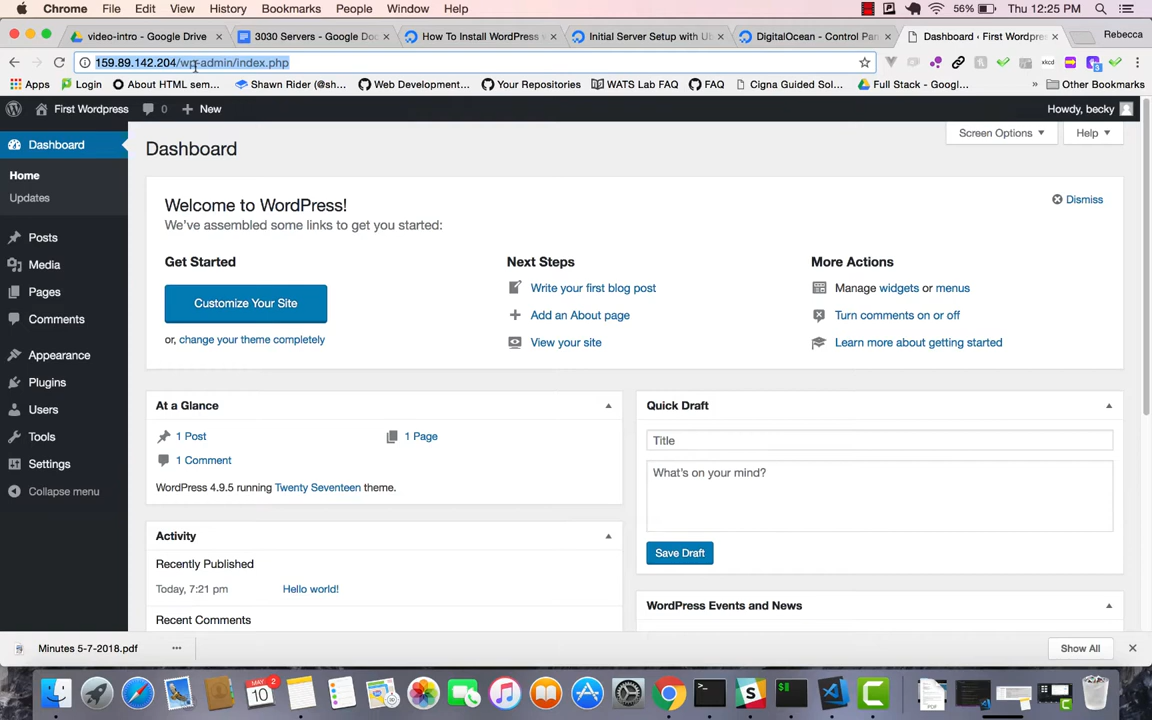 Chrome File Edit View History Bookmarks People Window Help 56% Thu 12:25 PM
video-intro - Google Drive 3030 Servers - Google Doc How To Install WordPress Initial Server Setup with Ub DigitalOcean - Control Pan Dashboard ‹ First Wordpress Rebecca
159.89.142.204/wp-admin/index.php
Apps Login About HTML sem... Shawn Rider (@sh... Web Development... Your Repositories WATS Lab FAQ FAQ Cigna Guided Sol... Full Stack - Googl... » Other Bookmarks
First Wordpress 0 New Howdy, becky
Dashboard
Home
Updates
Posts
Media
Pages
Comments
Appearance
Plugins
Users
Tools
Settings
Collapse menu
Screen Options Help
Dashboard
Welcome to WordPress! Dismiss
We've assembled some links to get you started:
Get Started
Customize Your Site
or, change your theme completely
Next Steps
Write your first blog post
Add an About page
View your site
More Actions
Manage widgets or menus
Turn comments on or off
Learn more about getting started
At a Glance
1 Post 1 Page
1 Comment
WordPress 4.9.5 running Twenty Seventeen theme.
Activity
Recently Published
Today, 7:21 pm Hello world!
Recent Comments
Quick Draft
Title
What's on your mind?
Save Draft
WordPress Events and News
Minutes 5-7-2018.pdf Show All
MAY
10
2